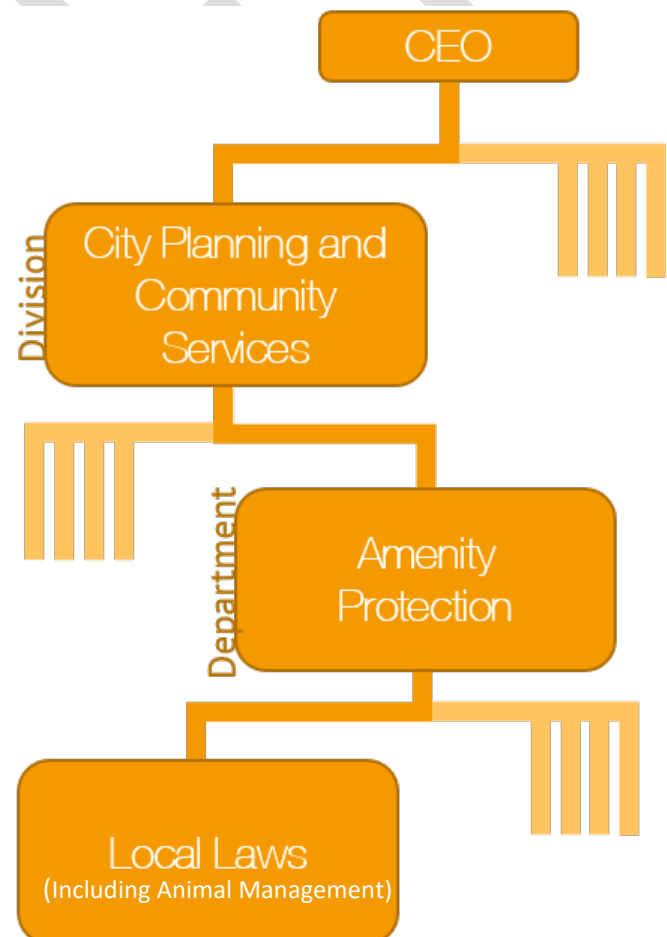 CEO
Division
City Planning and
Community
Services
Department
Amenity
Protection
Local Laws
(Including Animal Management)